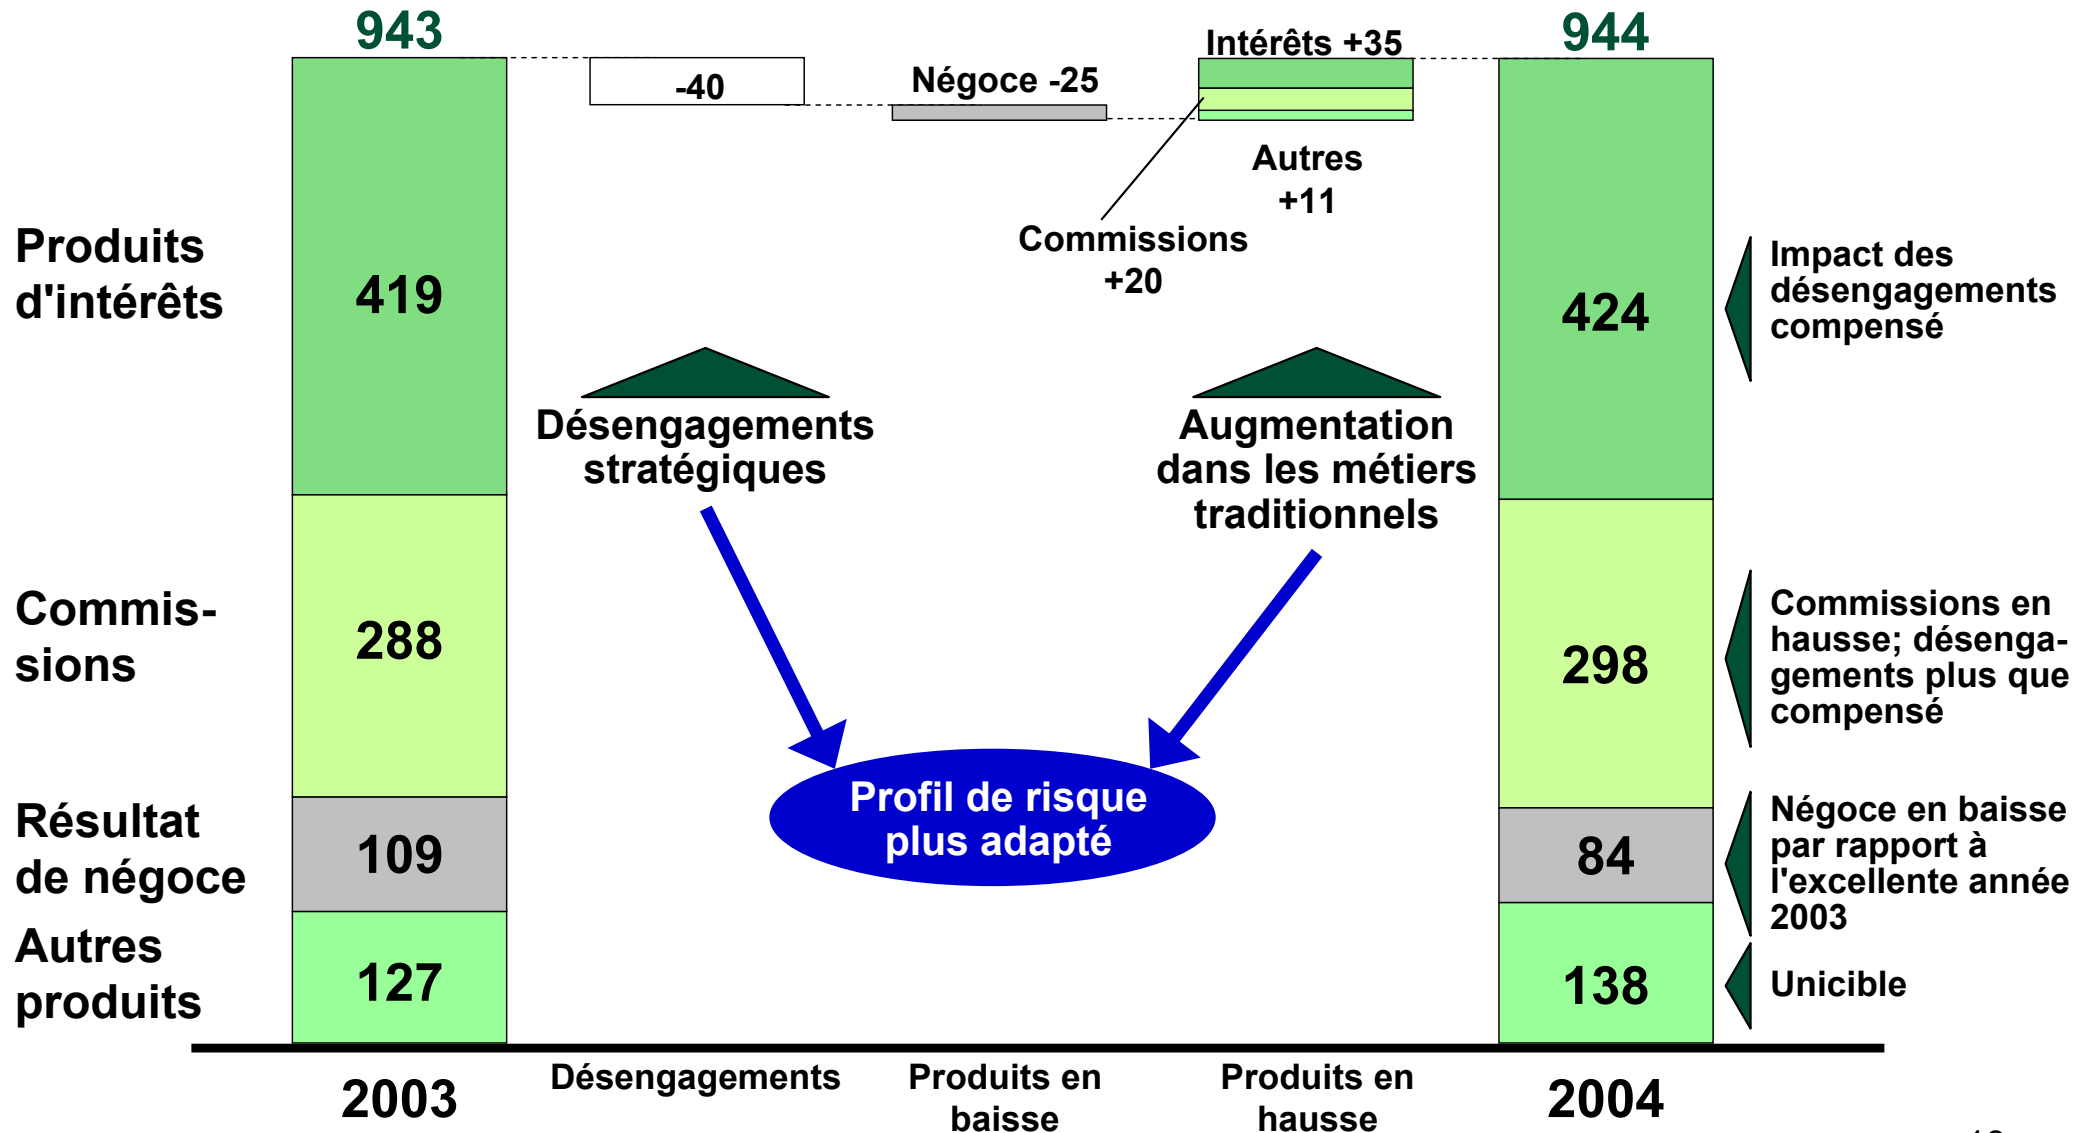 943
944
Intérêts +35
-40
Négoce -25
Autres
+11
Commissions
+20
Produits
d'intérêts
419
424
Impact des
désengagements
compensé
Désengagements
stratégiques
Augmentation
dans les métiers
traditionnels
Commis-
sions
288
298
Commissions en
hausse; désenga-
gements plus que
compensé
Profil de risque
plus adapté
Résultat
de négoce
109
84
Négoce en baisse
par rapport à
l'excellente année
2003
Autres
produits
127
138
Unicible
2003
Désengagements
Produits en
baisse
Produits en
hausse
2004